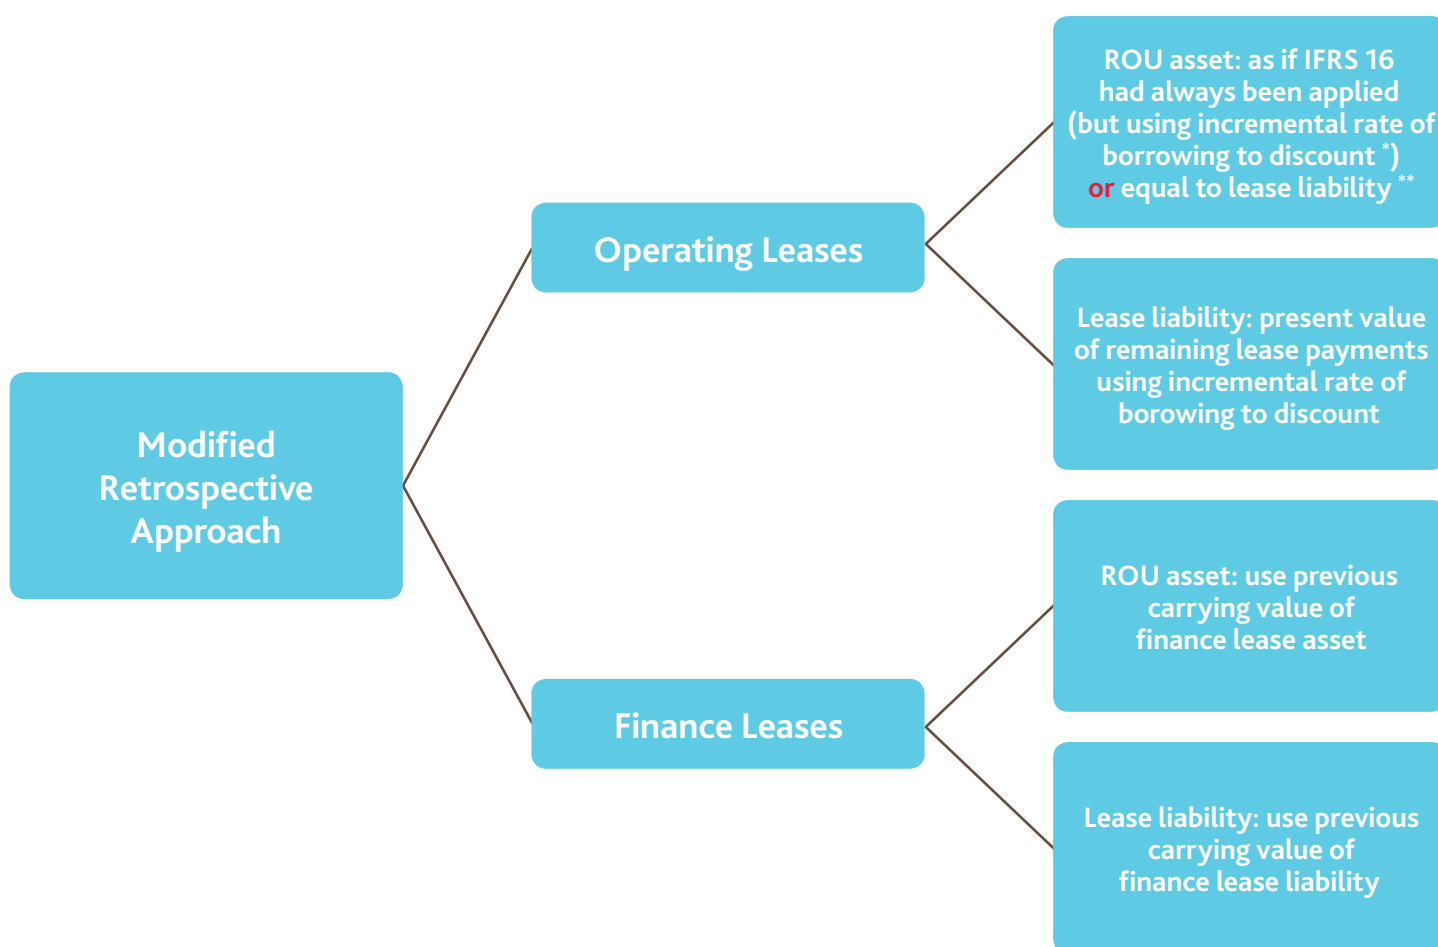 Modified
Retrospective
Approach
Operating Leases
ROU asset: as if IFRS 16
had always been applied
(but using incremental rate of
borrowing to discount *)
or equal to lease liability **
Lease liability: present value
of remaining lease payments
using incremental rate of
borowing to discount
Finance Leases
ROU asset: use previous
carrying value of
finance lease asset
Lease liability: use previous
carrying value of
finance lease liability